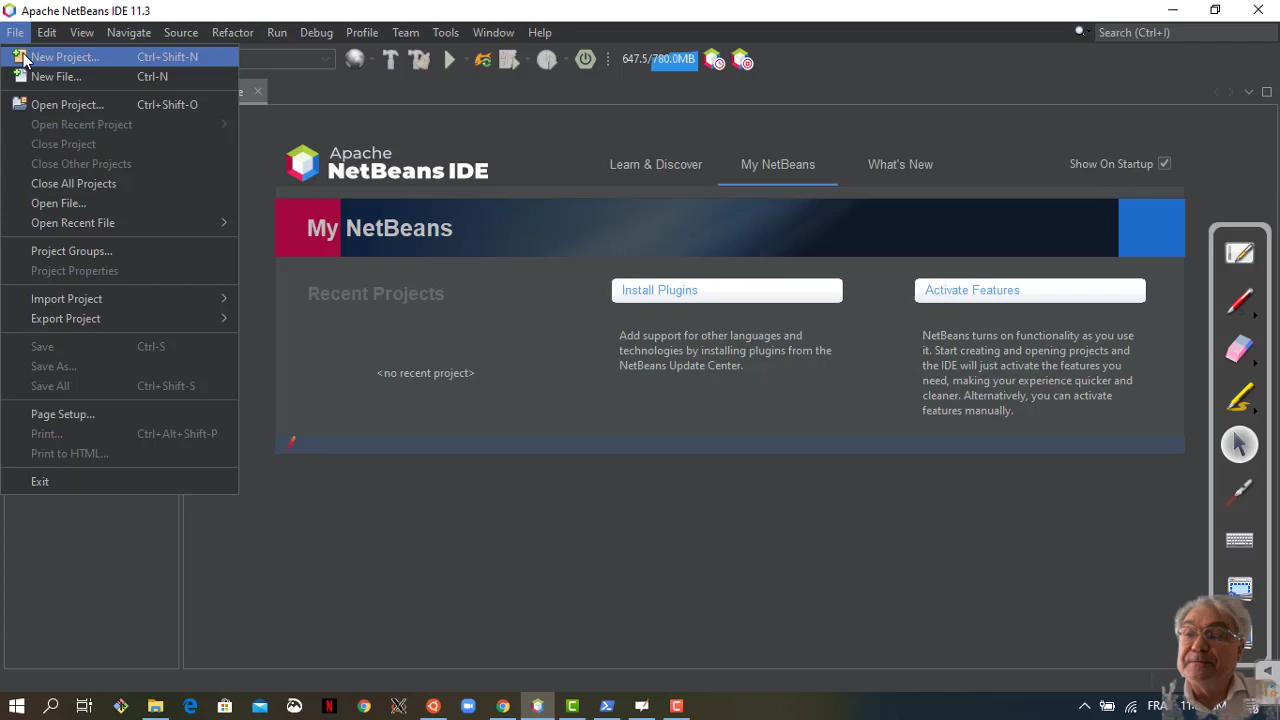 Apache NetBeans IDE 11.3
File Edit View Navigate Source Refactor Run Debug Profile Team Tools Window Help
Search (Ctrl+I)
New Project... Ctrl+Shift-N
New File... Ctrl-N
Open Project... Ctrl+Shift-O
Open Recent Project
Close Project
Close Other Projects
Close All Projects
Open File...
Open Recent File
Project Groups...
Project Properties
Import Project
Export Project
Save Ctrl-S
Save As...
Save All Ctrl+Shift-S
Page Setup...
Print... Ctrl+Alt+Shift-P
Print to HTML...
Exit
647.5/780.0MB
Apache
NetBeans IDE
Learn & Discover My NetBeans What's New Show On Startup
My NetBeans
Recent Projects
<no recent project>
Install Plugins
Add support for other languages and
technologies by installing plugins from the
NetBeans Update Center.
Activate Features
NetBeans turns on functionality as you use
it. Start creating and opening projects and
the IDE will just activate the features you
need, making your experience quicker and
cleaner. Alternatively, you can activate
features manually.
FRA